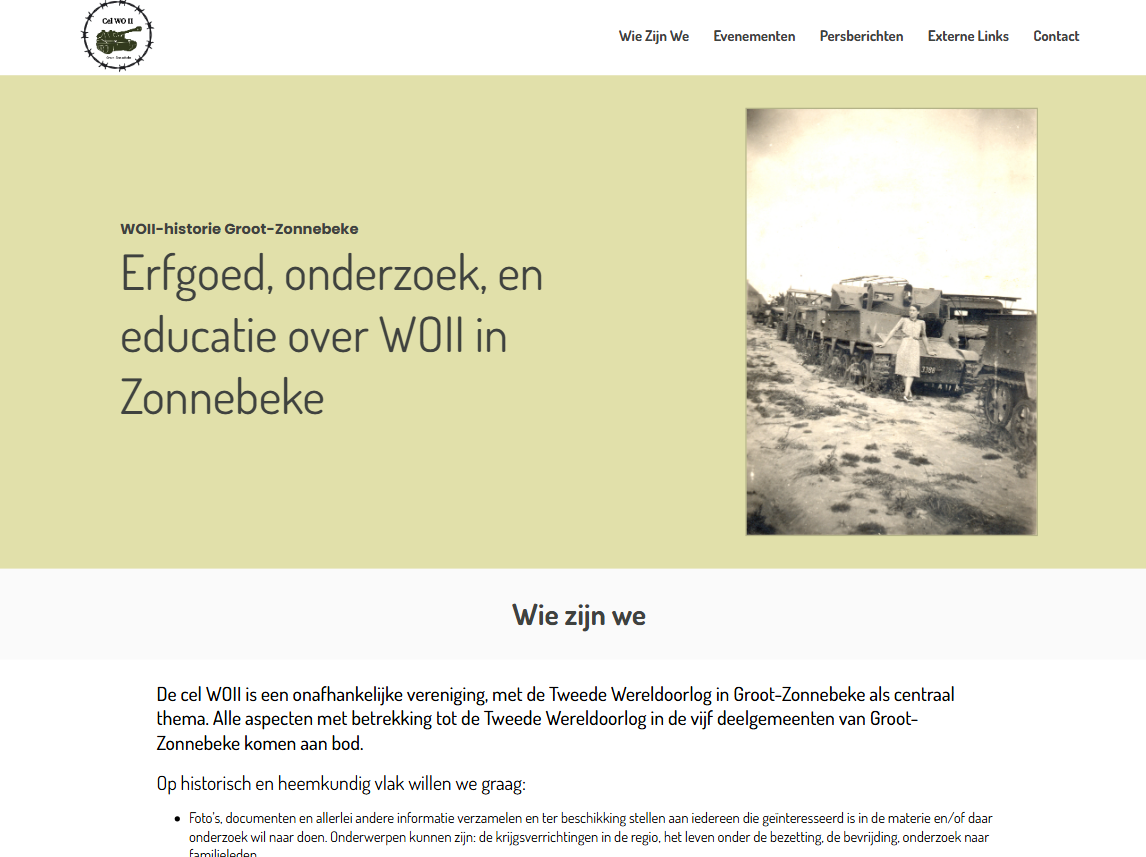 Cel WO II
Wie Zijn We
Evenementen
Persberichten
Externe Links
Contact
WOII-historie Groot-Zonnebeke
Erfgoed, onderzoek, en
educatie over WOII in
Zonnebeke
Wie zijn we
De cel WOII is een onafhankelijke vereniging, met de Tweede Wereldoorlog in Groot-Zonnebeke als centraal
thema. Alle aspecten met betrekking tot de Tweede Wereldoorlog in de vijf deelgemeenten van Groot-
Zonnebeke komen aan bod.
Op historisch en heemkundig vlak willen we graag:
• Foto's, documenten en allerlei andere informatie verzamelen en ter beschikking stellen aan iedereen die geïnteresseerd is in de materie en/of daar
onderzoek wil naar doen. Onderwerpen kunnen zijn: de krijgsverrichtingen in de regio, het leven onder de bezetting, de bevrijding, onderzoek naar
familieleden